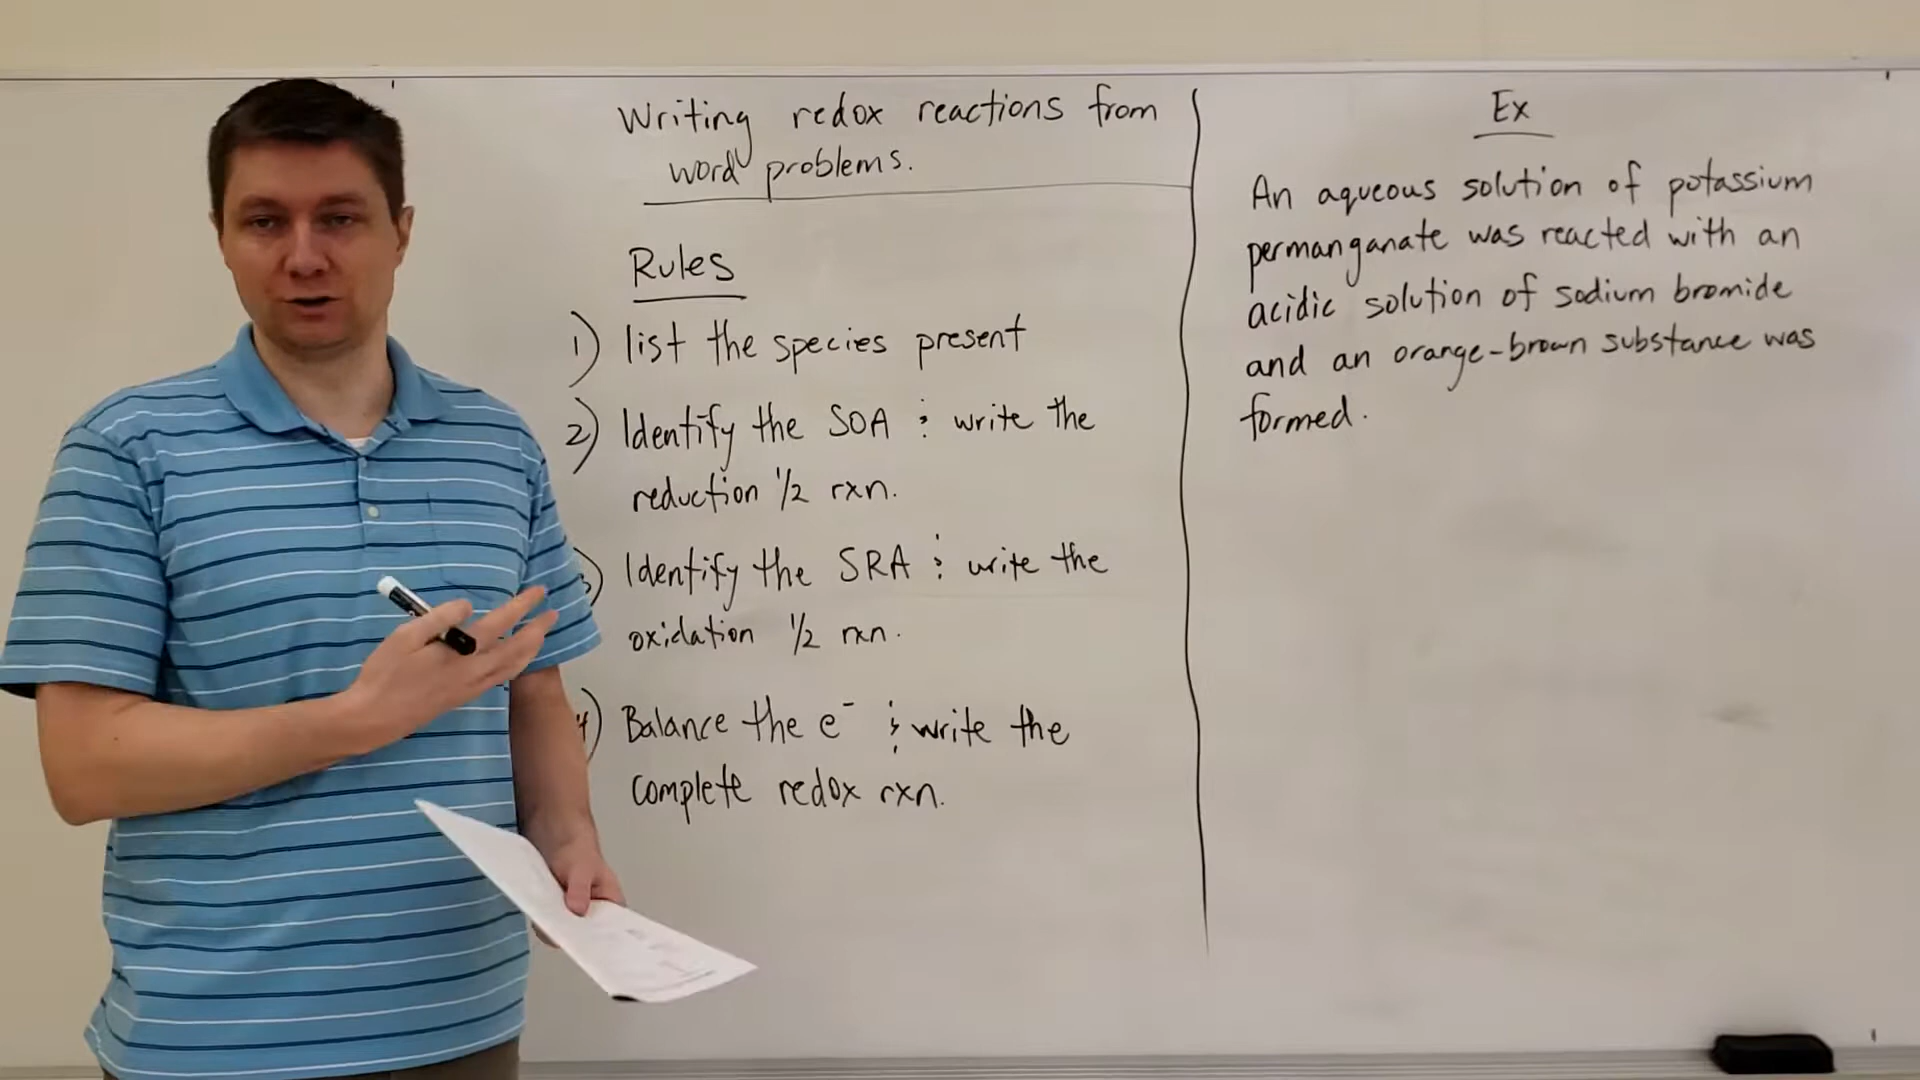 Writing redox reactions from
word problems.
Rules
1) list the species present
2) Identify the SOA & write the
reduction 1/2 rxn.
3) Identify the SRA & write the
oxidation 1/2 rxn.
4) Balance the e⁻ & write the
complete redox rxn.
Ex
An aqueous solution of potassium
permanganate was reacted with an
acidic solution of sodium bromide
and an orange-brown substance was
formed.